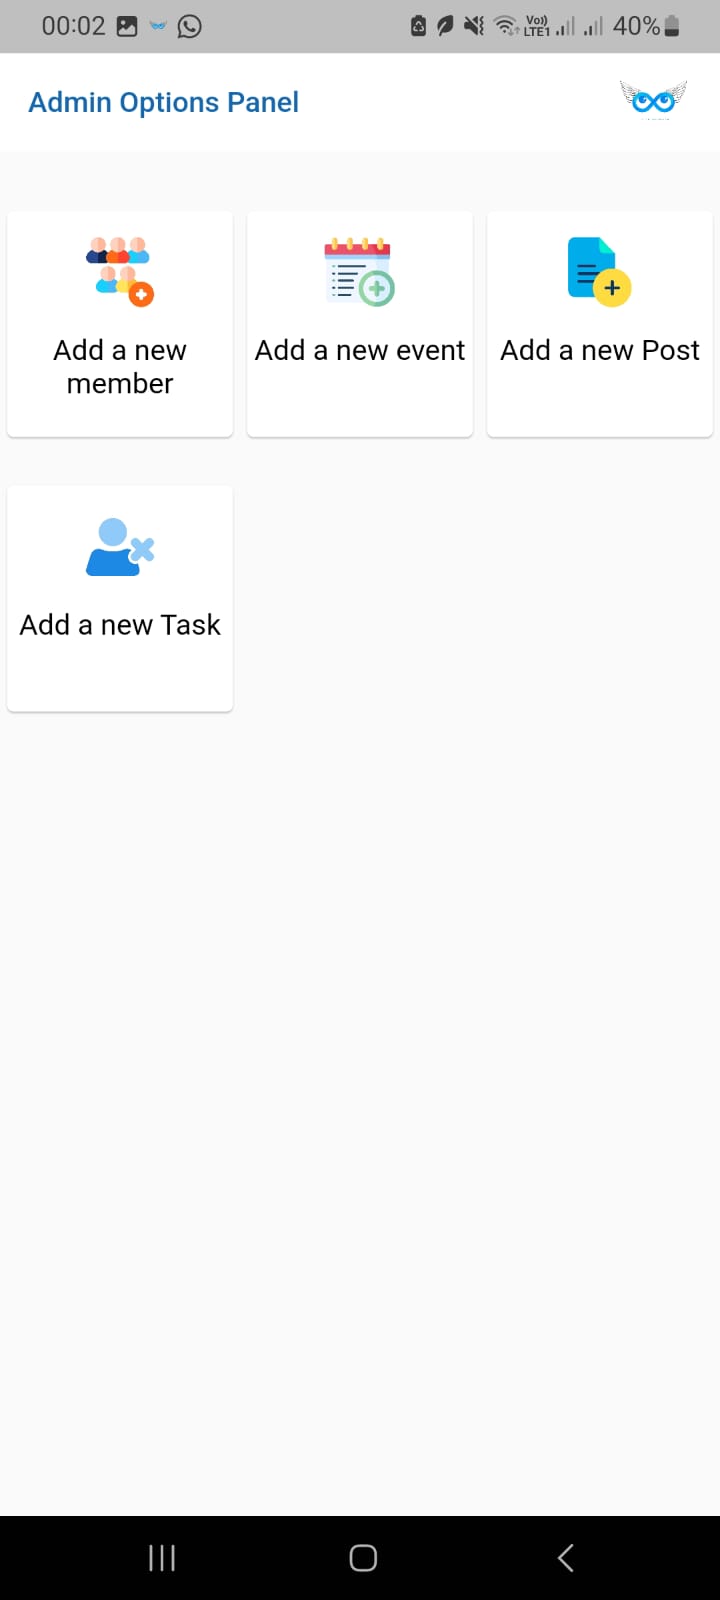 00:02
Vo))
LTE1
40%
Admin Options Panel
Add a new
member
Add a new event
Add a new Post
Add a new Task